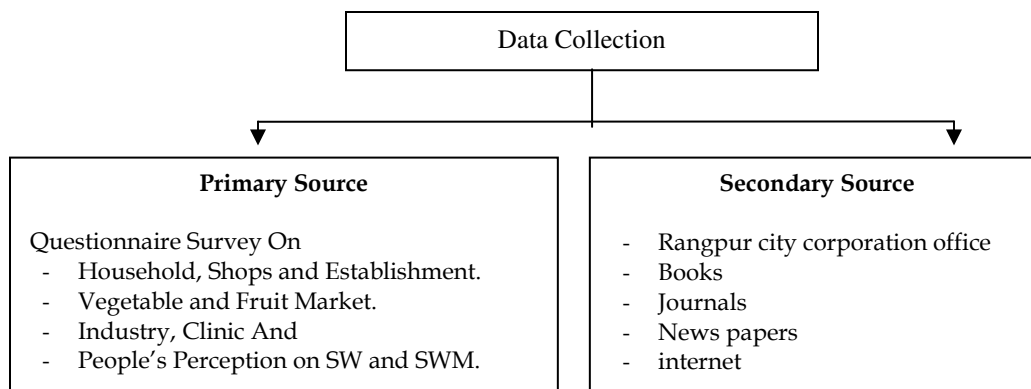 Data Collection
Primary Source
Questionnaire Survey On
- Household, Shops and Establishment.
- Vegetable and Fruit Market.
- Industry, Clinic And
- People’s Perception on SW and SWM.
Secondary Source
- Rangpur city corporation office
- Books
- Journals
- News papers
- internet